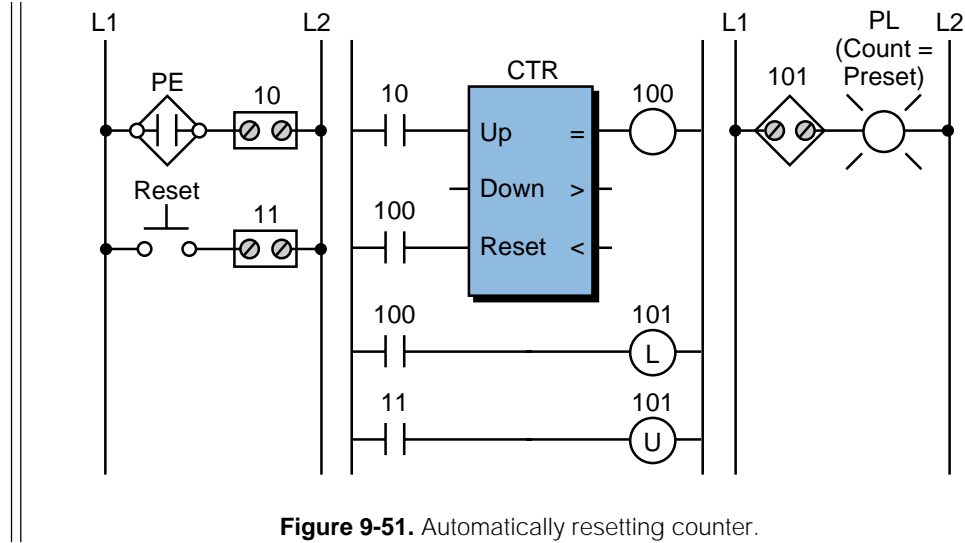 L1 L2 L1 PL L2
(Count =
Preset)
PE 10 10 CTR 100 101
Up =
Down >
Reset 11 100 Reset <
100 101
L
11 101
U
Figure 9-51. Automatically resetting counter.